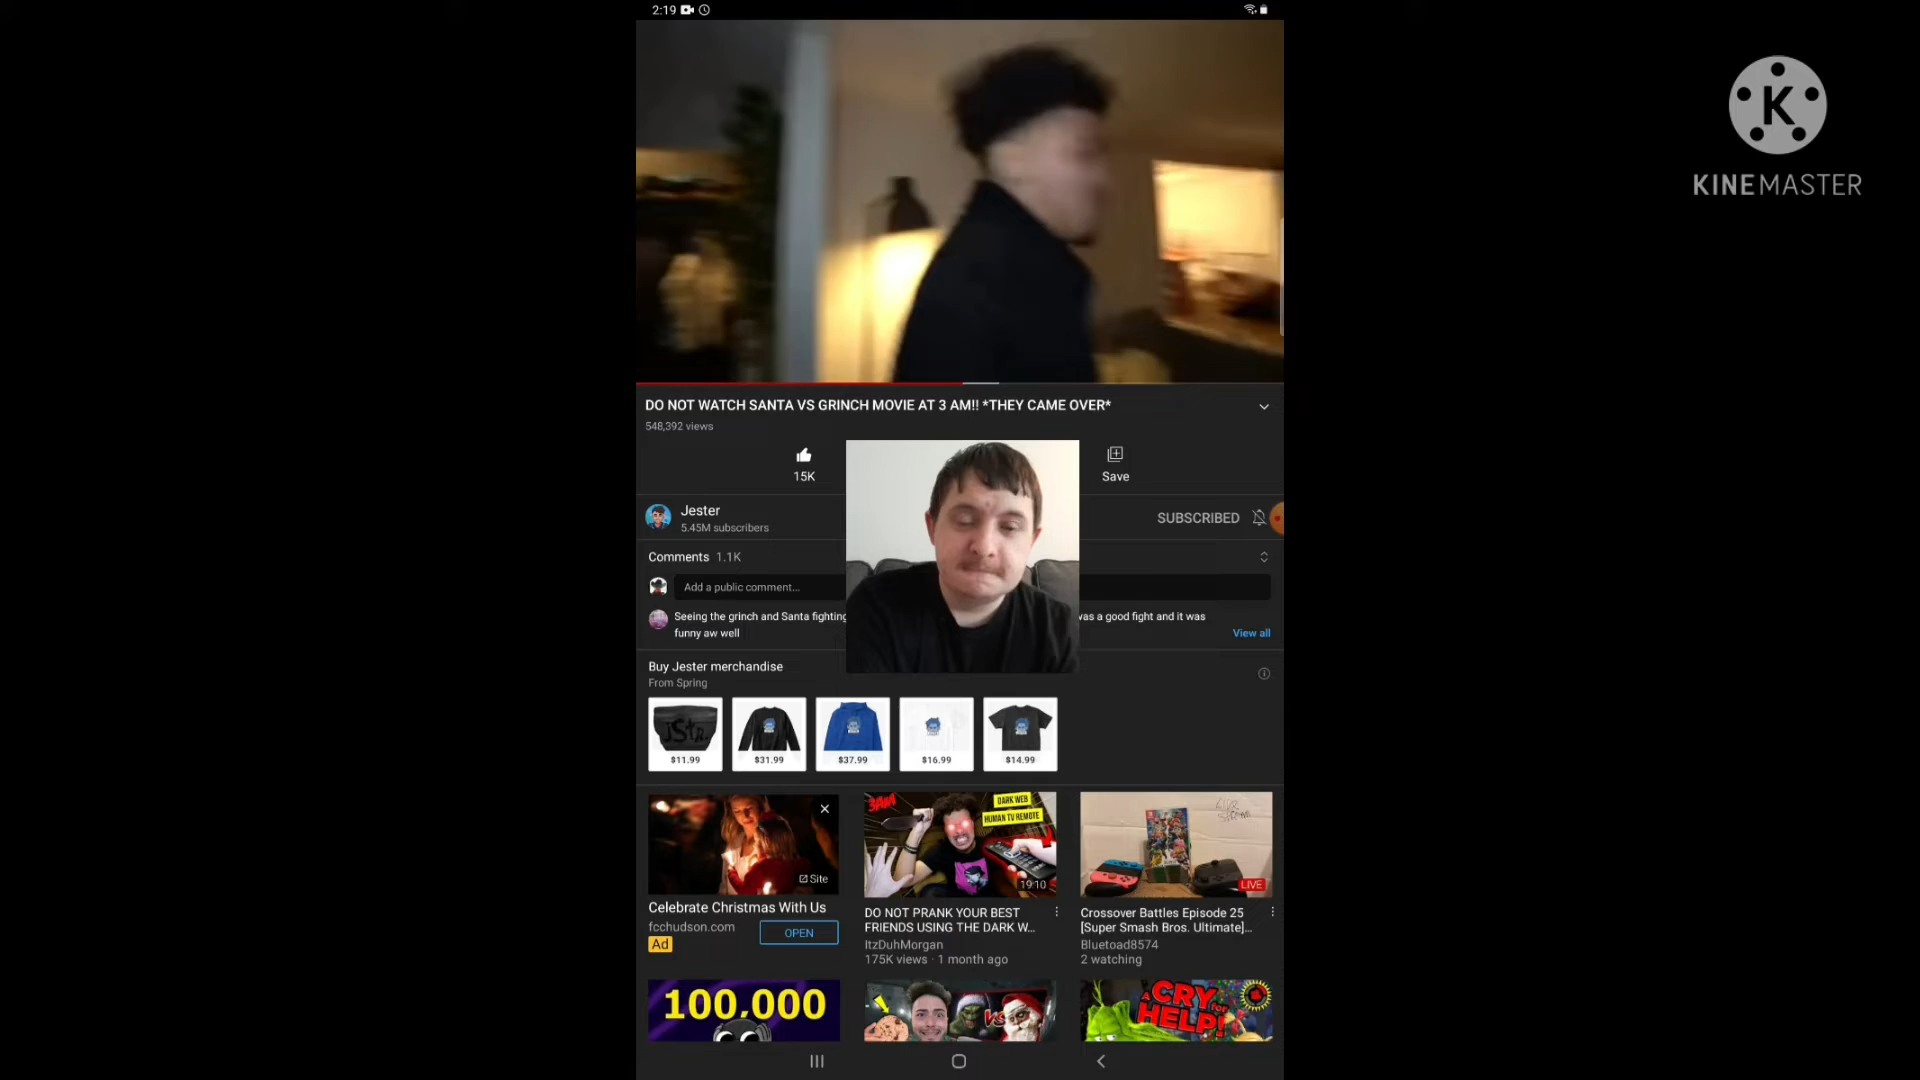 2:19
KINEMASTER
DO NOT WATCH SANTA VS GRINCH MOVIE AT 3 AM!! *THEY CAME OVER*
548,392 views
15K
Save
Jester
5.45M subscribers
SUBSCRIBED
Comments 1.1K
Add a public comment...
Seeing the grinch and Santa fighting
was a good fight and it was
funny aw well
View all
Buy Jester merchandise
From Spring
jStr.
$11.99
$31.99
$37.99
$16.99
$14.99
Site
Celebrate Christmas With Us
fcchudson.com
Ad
OPEN
3AM
DARK WEB
HUMAN TV REMOTE
19:10
DO NOT PRANK YOUR BEST
FRIENDS USING THE DARK W...
ItzDuhMorgan
175K views · 1 month ago
LIVE
Crossover Battles Episode 25
[Super Smash Bros. Ultimate]...
Bluetoad8574
2 watching
100,000
VS
A CRY for
HELP!